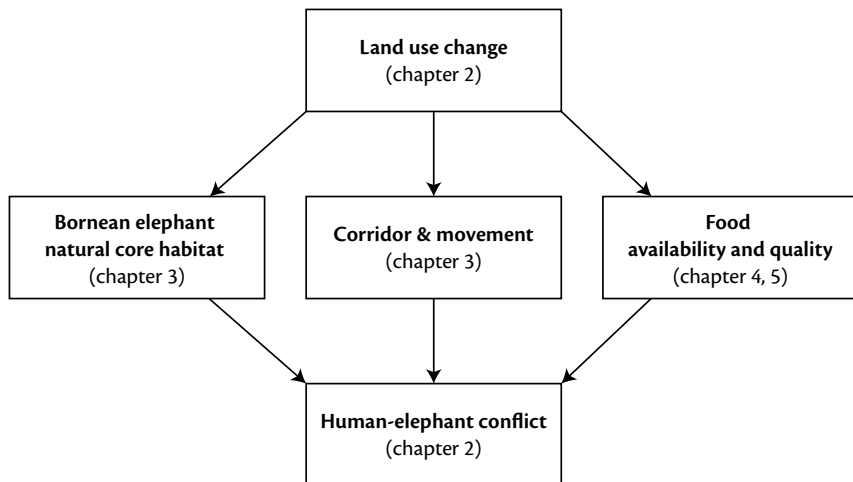 Land use change
(chapter 2)
Bornean elephant
natural core habitat
(chapter 3)
Corridor & movement
(chapter 3)
Food
availability and quality
(chapter 4, 5)
Human-elephant conflict
(chapter 2)